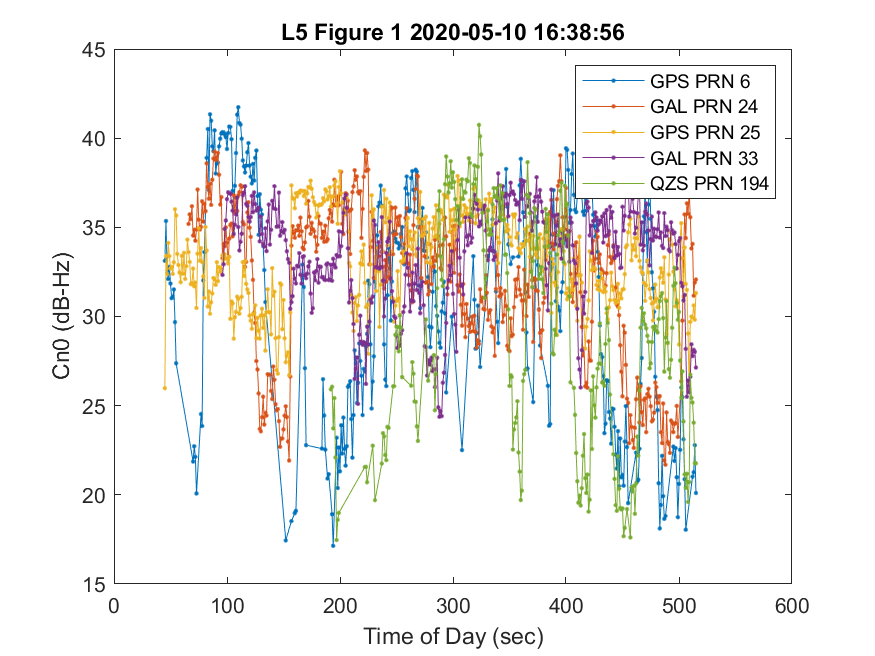 L5 Figure 1 2020-05-10 16:38:56
45
40
35
30
25
20
15
Cn0 (dB-Hz)
GPS PRN 6
GAL PRN 24
GPS PRN 25
GAL PRN 33
QZS PRN 194
0 100 200 300 400 500 600
Time of Day (sec)